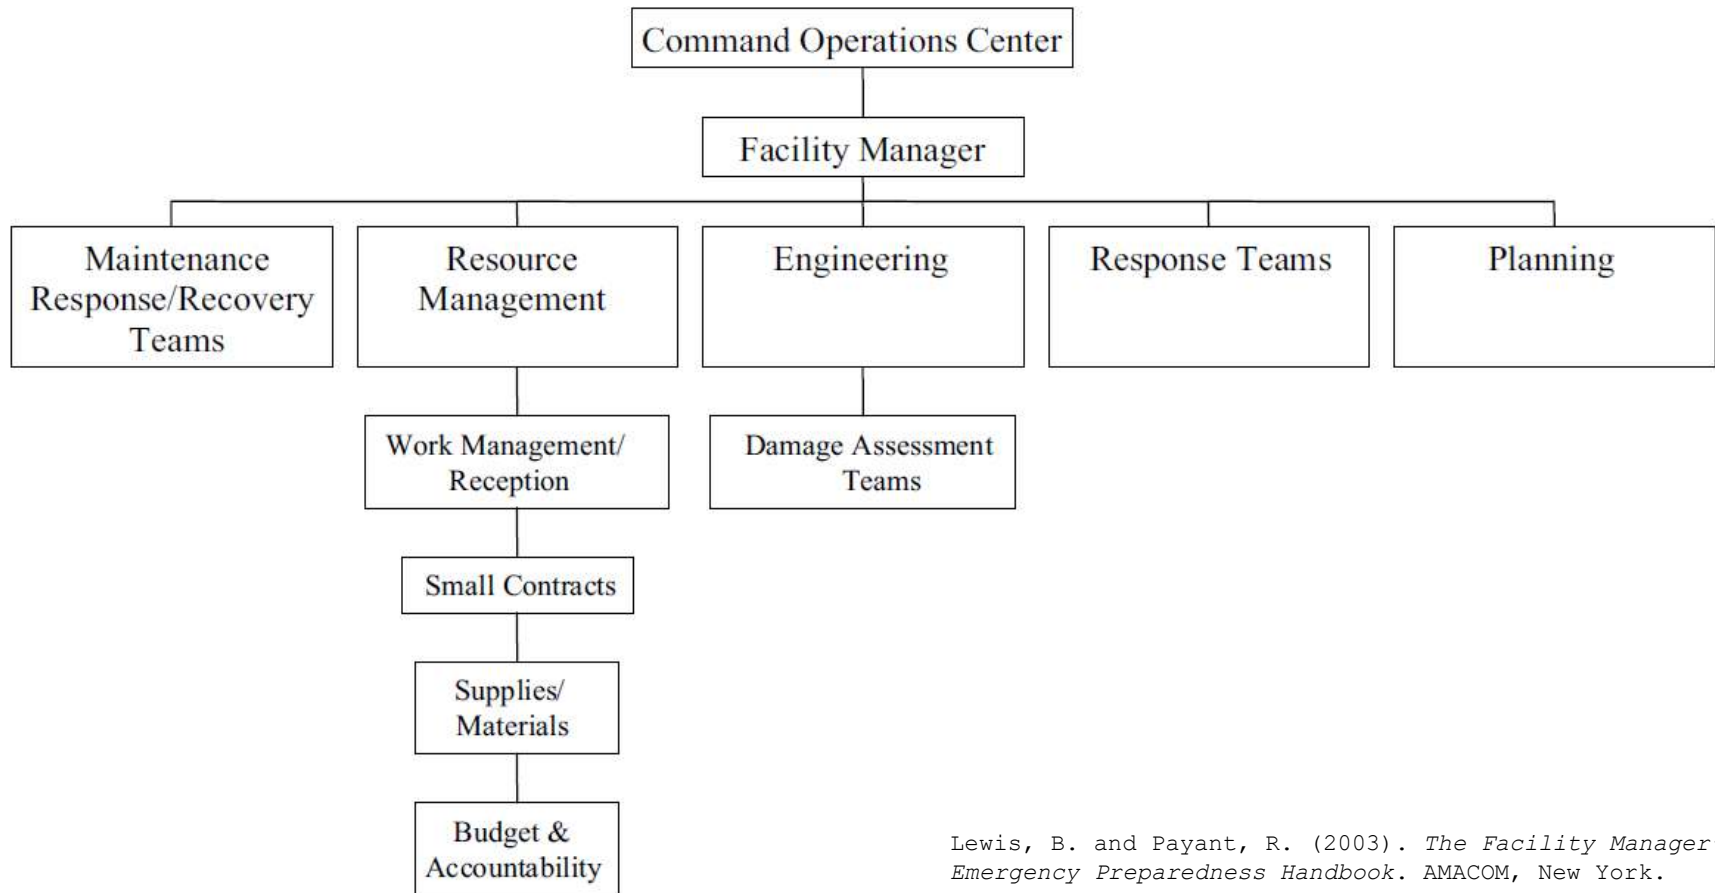 Command Operations Center
Facility Manager
Maintenance
Response/Recovery
Teams
Resource
Management
Engineering
Response Teams
Planning
Work Management/
Reception
Damage Assessment
Teams
Small Contracts
Supplies/
Materials
Budget &
Accountability
Lewis, B. and Payant, R. (2003). The Facility Manager
Emergency Preparedness Handbook. AMACOM, New York.